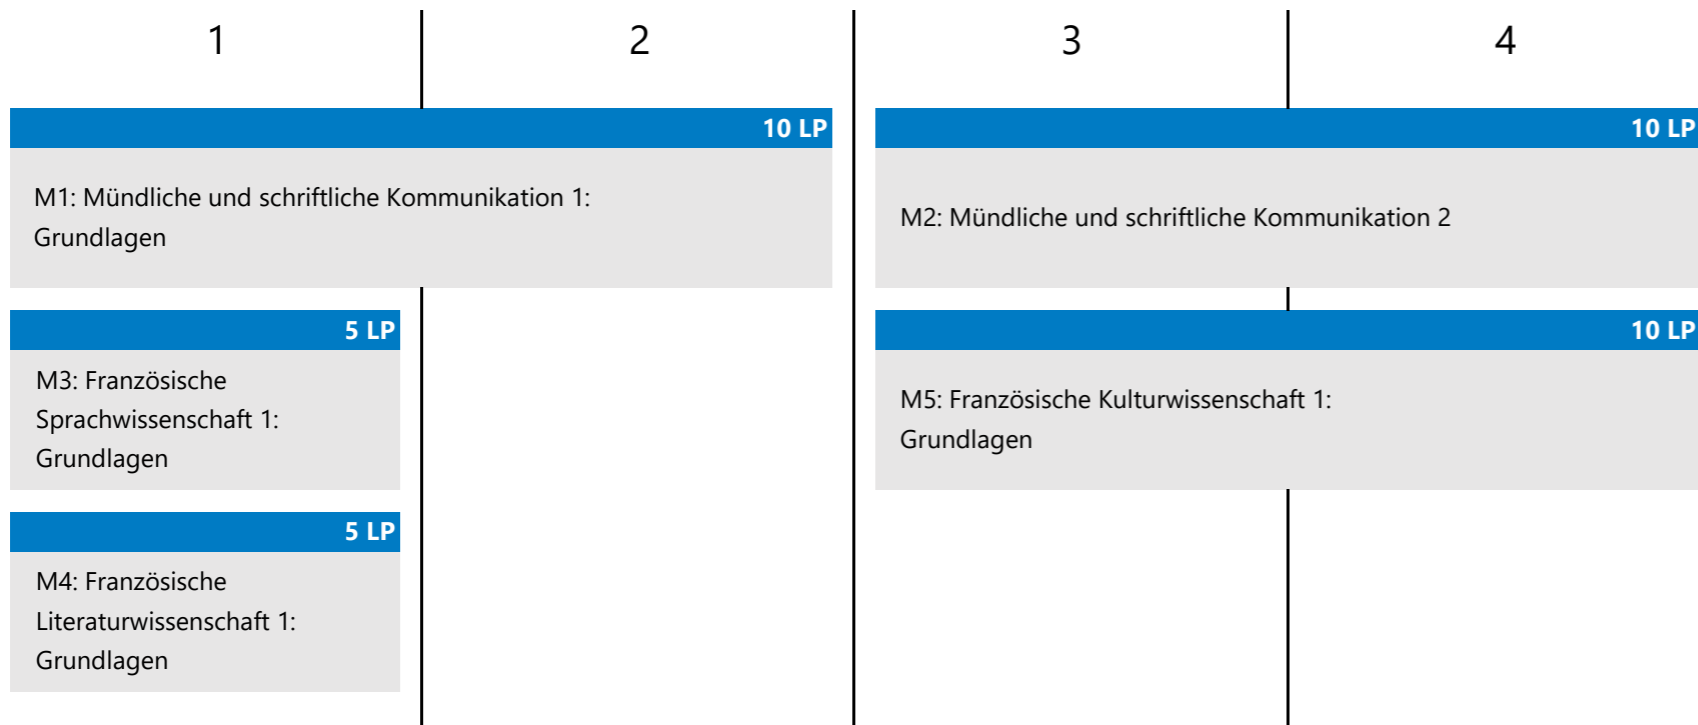 1
2
3
4
10 LP
M1: Mündliche und schriftliche Kommunikation 1:
Grundlagen
10 LP
M2: Mündliche und schriftliche Kommunikation 2
5 LP
M3: Französische
Sprachwissenschaft 1:
Grundlagen
10 LP
M5: Französische Kulturwissenschaft 1:
Grundlagen
5 LP
M4: Französische
Literaturwissenschaft 1:
Grundlagen